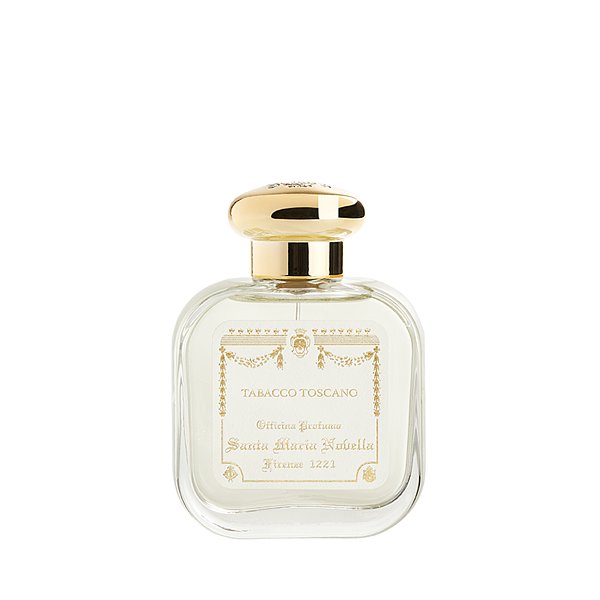 TABACCO TOSCANO
Officina Profumo
Santa Maria Novella
Firenze 1221